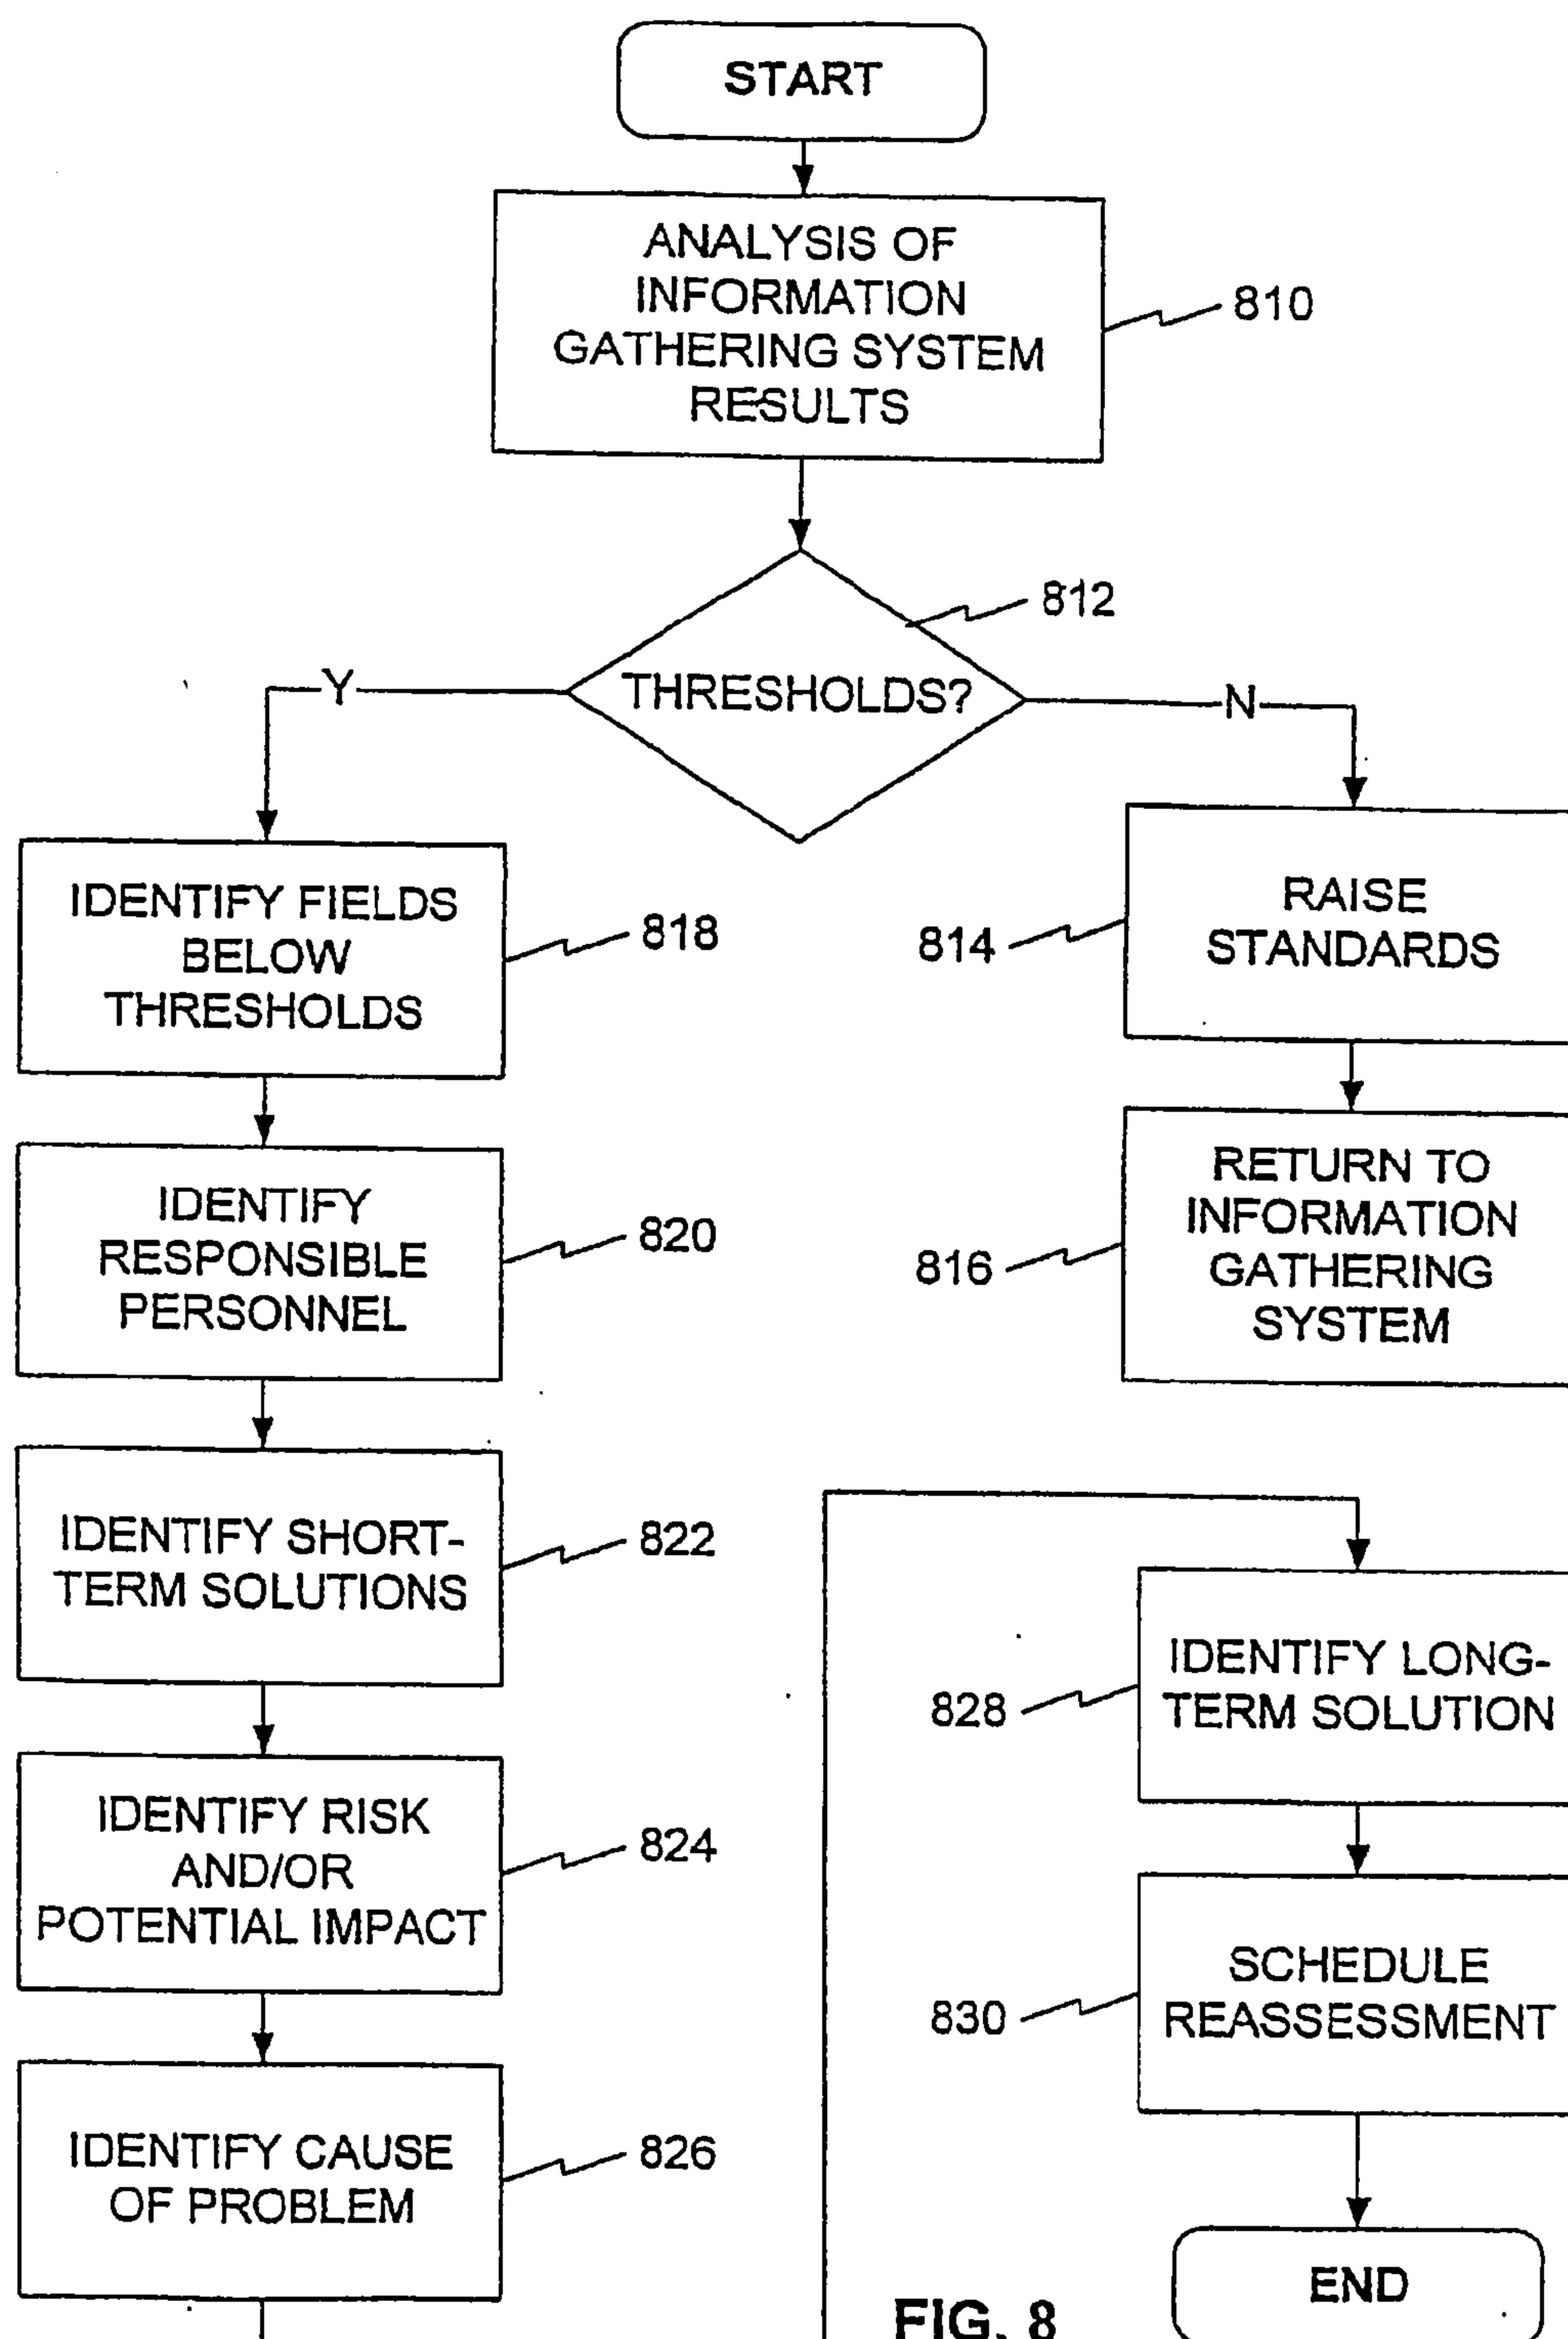 START
ANALYSIS OF
INFORMATION
GATHERING SYSTEM
RESULTS
810
812
THRESHOLDS?
Y
N
IDENTIFY FIELDS
BELOW
THRESHOLDS
818
RAISE
STANDARDS
814
IDENTIFY
RESPONSIBLE
PERSONNEL
820
RETURN TO
INFORMATION
GATHERING
SYSTEM
816
IDENTIFY SHORT-
TERM SOLUTIONS
822
IDENTIFY RISK
AND/OR
POTENTIAL IMPACT
824
IDENTIFY CAUSE
OF PROBLEM
826
IDENTIFY LONG-
TERM SOLUTION
828
SCHEDULE
REASSESSMENT
830
END
FIG. 8